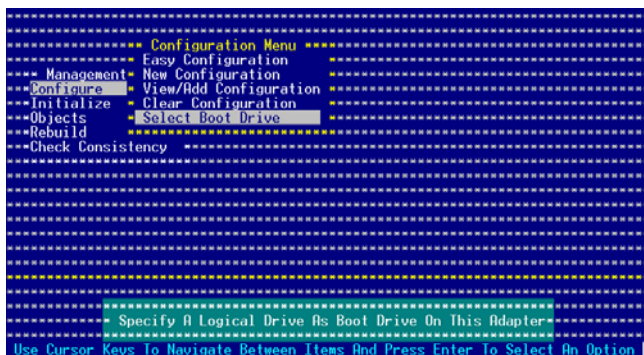 Configuration Menu
Easy Configuration
Management
New Configuration
Configure
View/Add Configuration
Initialize
Clear Configuration
Objects
Select Boot Drive
Rebuild
Check Consistency
Specify A Logical Drive As Boot Drive On This Adapter
Use Cursor Keys To Navigate Between Items And Press Enter To Select An Option